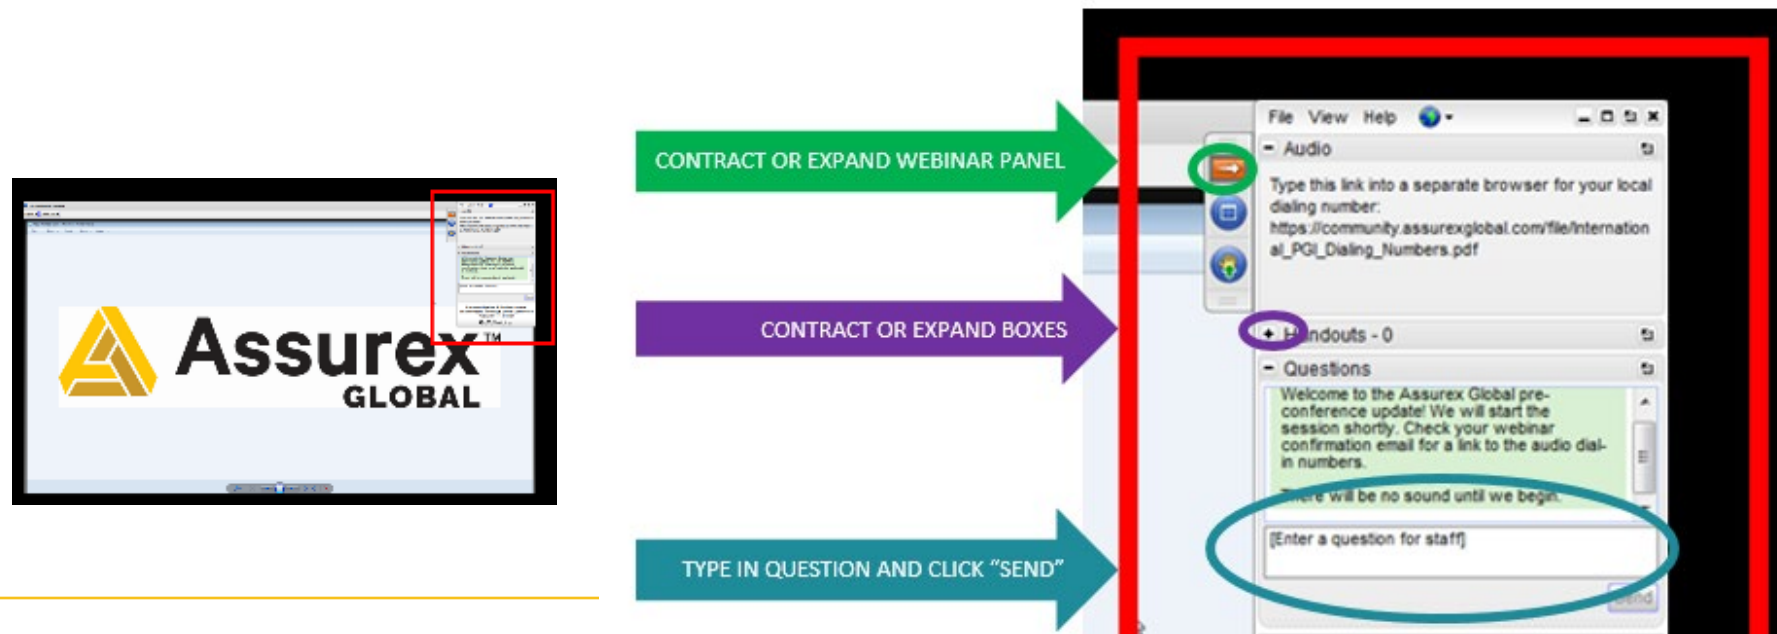 Assurex™
GLOBAL
CONTRACT OR EXPAND WEBINAR PANEL
CONTRACT OR EXPAND BOXES
TYPE IN QUESTION AND CLICK “SEND”
File View Help
Audio
Type this link into a separate browser for your local
dialing number:
https://community.assurexglobal.com/file/Internation
al_PGI_Dialing_Numbers.pdf
Handouts - 0
Questions
Welcome to the Assurex Global pre-
conference update! We will start the
session shortly. Check your webinar
confirmation email for a link to the audio dial-
in numbers.
There will be no sound until we begin.
[Enter a question for staff]
Send